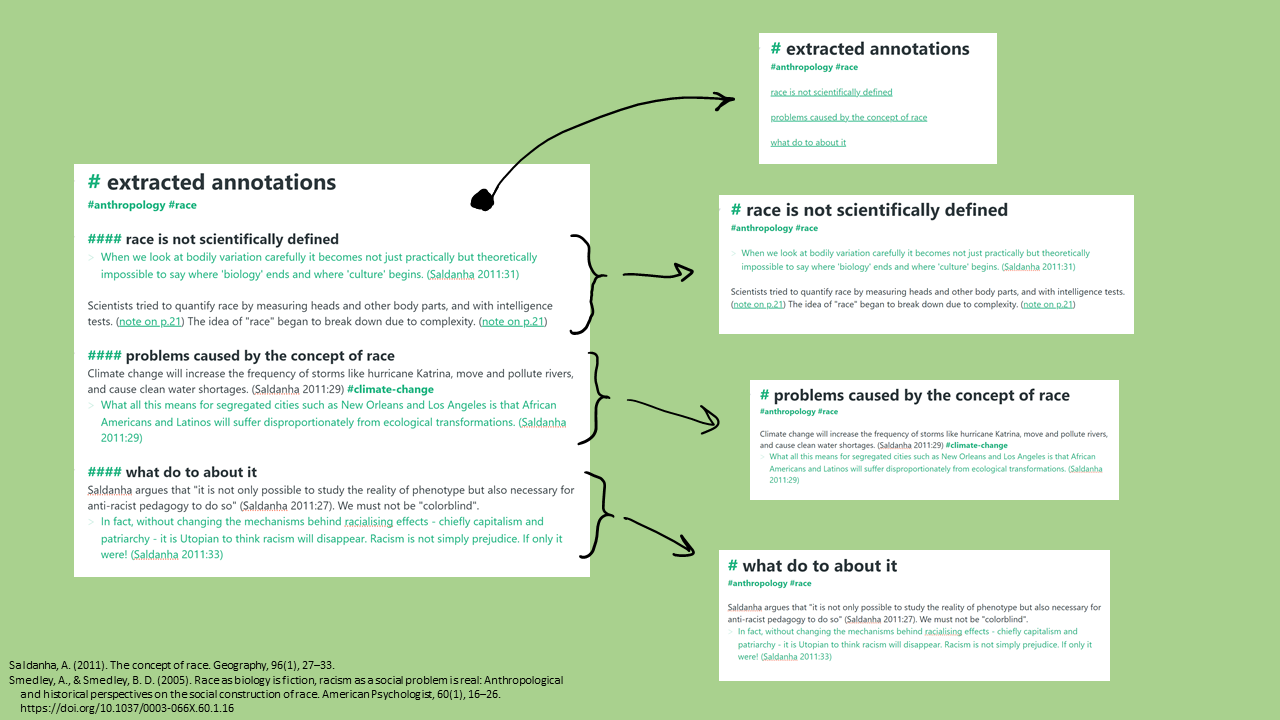 # extracted annotations
#anthropology #race
#### race is not scientifically defined
> When we look at bodily variation carefully it becomes not just practically but theoretically
impossible to say where 'biology' ends and where 'culture' begins. (Saldanha 2011:31)
Scientists tried to quantify race by measuring heads and other body parts, and with intelligence
tests. (note on p.21) The idea of "race" began to break down due to complexity. (note on p.21)
#### problems caused by the concept of race
Climate change will increase the frequency of storms like hurricane Katrina, move and pollute rivers,
and cause clean water shortages. (Saldanha 2011:29) #climate-change
> What all this means for segregated cities such as New Orleans and Los Angeles is that African
Americans and Latinos will suffer disproportionately from ecological transformations. (Saldanha
2011:29)
#### what do to about it
Saldanha argues that "it is not only possible to study the reality of phenotype but also necessary for
anti-racist pedagogy to do so" (Saldanha 2011:27). We must not be "colorblind".
> In fact, without changing the mechanisms behind racialising effects - chiefly capitalism and
patriarchy - it is Utopian to think racism will disappear. Racism is not simply prejudice. If only it
were! (Saldanha 2011:33)
# extracted annotations
#anthropology #race
race is not scientifically defined
problems caused by the concept of race
what do to about it
# race is not scientifically defined
#anthropology #race
> When we look at bodily variation carefully it becomes not just practically but theoretically
impossible to say where 'biology' ends and where 'culture' begins. (Saldanha 2011:31)
Scientists tried to quantify race by measuring heads and other body parts, and with intelligence tests.
(note on p.21) The idea of "race" began to break down due to complexity. (note on p.21)
# problems caused by the concept of race
#anthropology #race
Climate change will increase the frequency of storms like hurricane Katrina, move and pollute rivers,
and cause clean water shortages. (Saldanha 2011:29) #climate-change
> What all this means for segregated cities such as New Orleans and Los Angeles is that African
Americans and Latinos will suffer disproportionately from ecological transformations. (Saldanha
2011:29)
# what do to about it
#anthropology #race
Saldanha argues that "it is not only possible to study the reality of phenotype but also necessary for
anti-racist pedagogy to do so" (Saldanha 2011:27). We must not be "colorblind".
> In fact, without changing the mechanisms behind racialising effects - chiefly capitalism and
patriarchy - it is Utopian to think racism will disappear. Racism is not simply prejudice. If only it
were! (Saldanha 2011:33)
Saldanha, A. (2011). The concept of race. Geography, 96(1), 27–33.
Smedley, A., & Smedley, B. D. (2005). Race as biology is fiction, racism as a social problem is real: Anthropological
and historical perspectives on the social construction of race. American Psychologist, 60(1), 16–26.
https://doi.org/10.1037/0003-066X.60.1.16